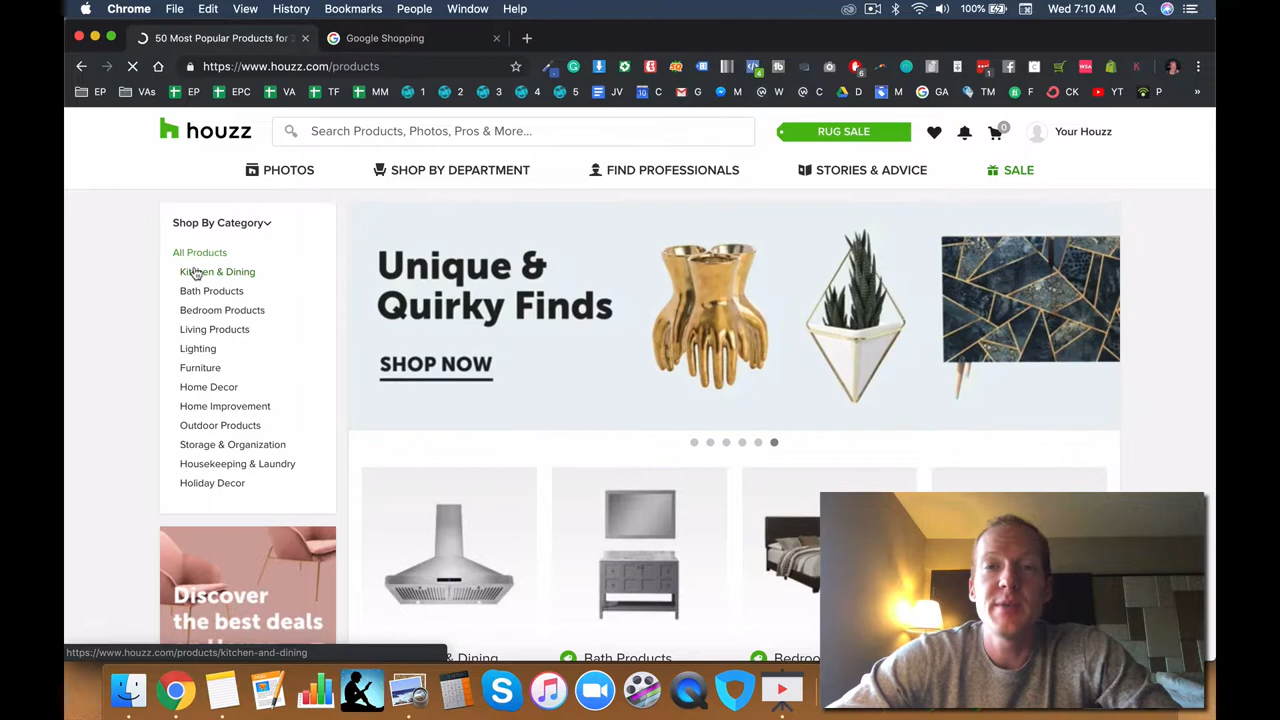 Chrome File Edit View History Bookmarks People Window Help 100% Wed 7:10 AM
50 Most Popular Products for Google Shopping
https://www.houzz.com/products
EP VAs EP EPC VA TF MM 1 2 3 4 5 JV C G M W C D M GA TM F CK YT P
houzz Search Products, Photos, Pros & More... RUG SALE 0 Your Houzz
PHOTOS SHOP BY DEPARTMENT FIND PROFESSIONALS STORIES & ADVICE SALE
Shop By Category
All Products
Kitchen & Dining
Bath Products
Bedroom Products
Living Products
Lighting
Furniture
Home Decor
Home Improvement
Outdoor Products
Storage & Organization
Housekeeping & Laundry
Holiday Decor
Unique &
Quirky Finds
SHOP NOW
Discover
the best deals
& Dining Bath Products
https://www.houzz.com/products/kitchen-and-dining